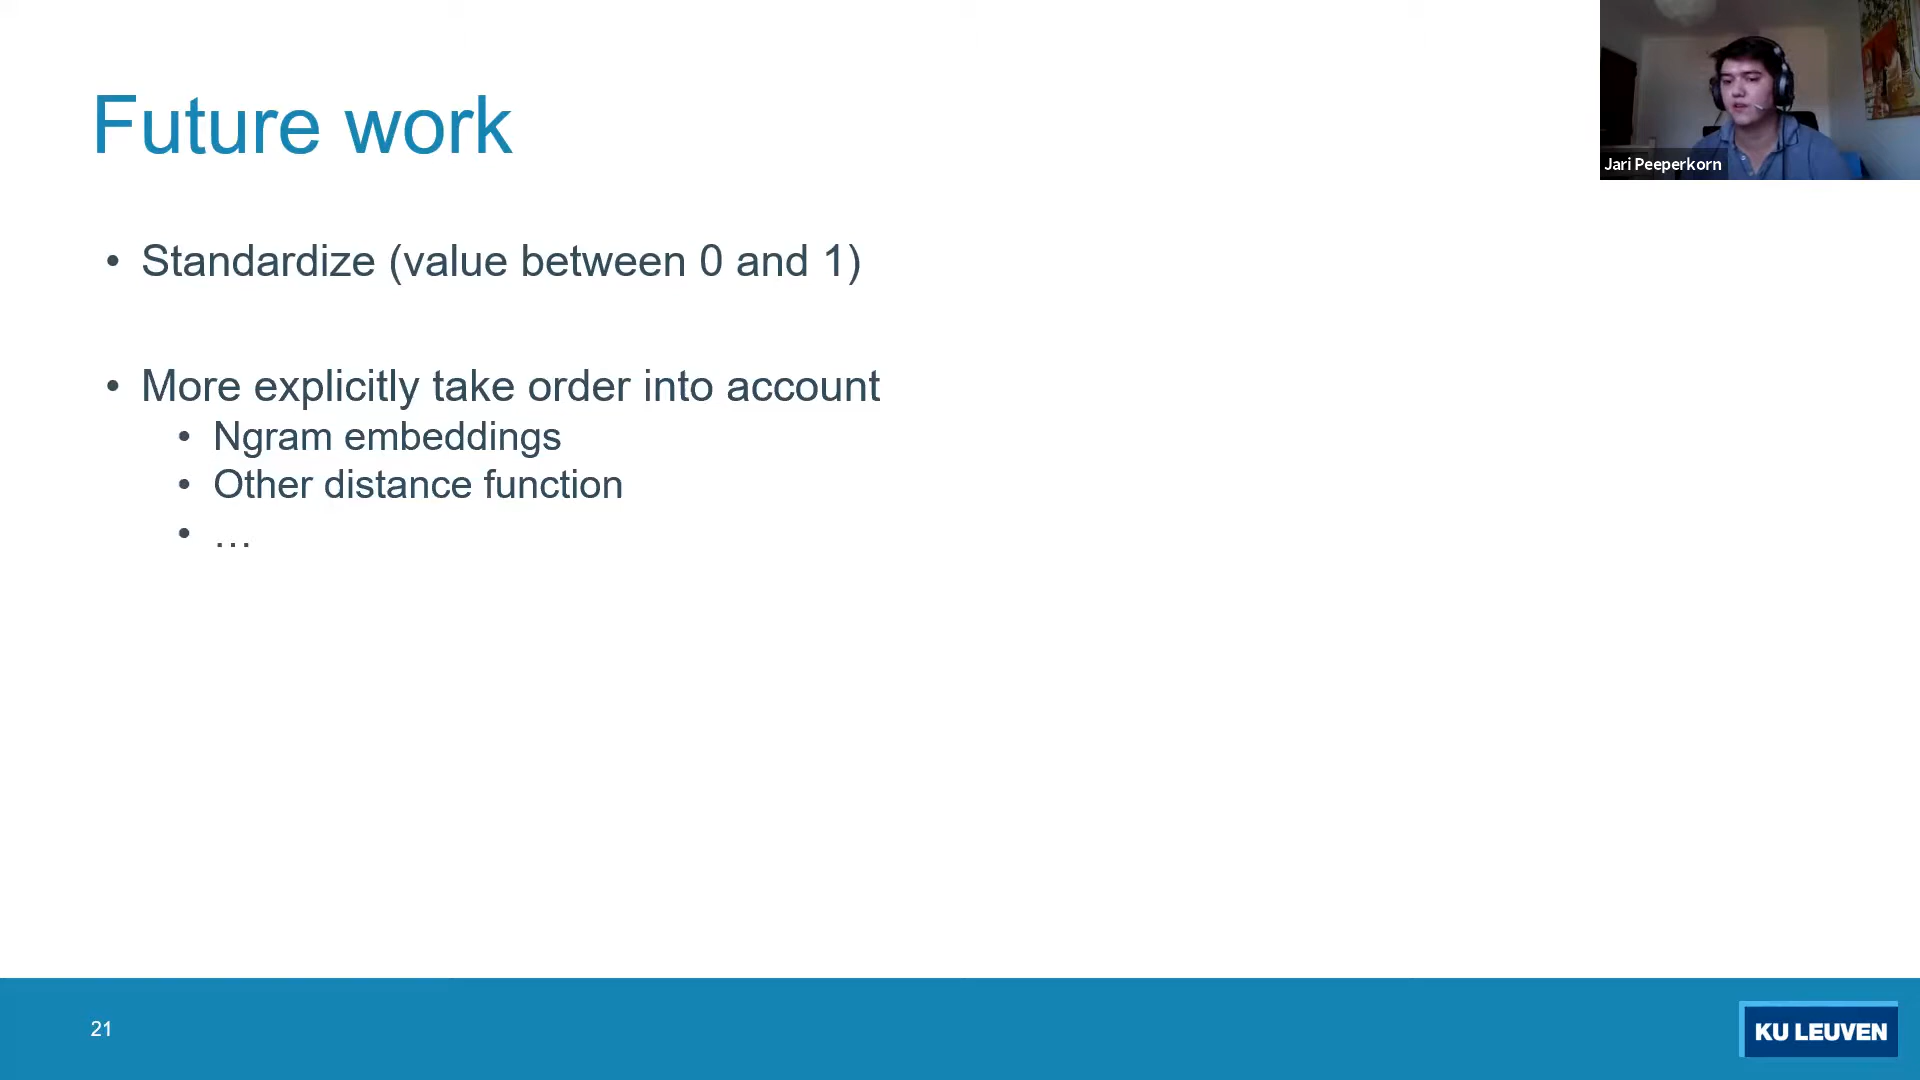 Future work
Jari Peeperkorn
• Standardize (value between 0 and 1)
• More explicitly take order into account
• Ngram embeddings
• Other distance function
• …
21
KU LEUVEN